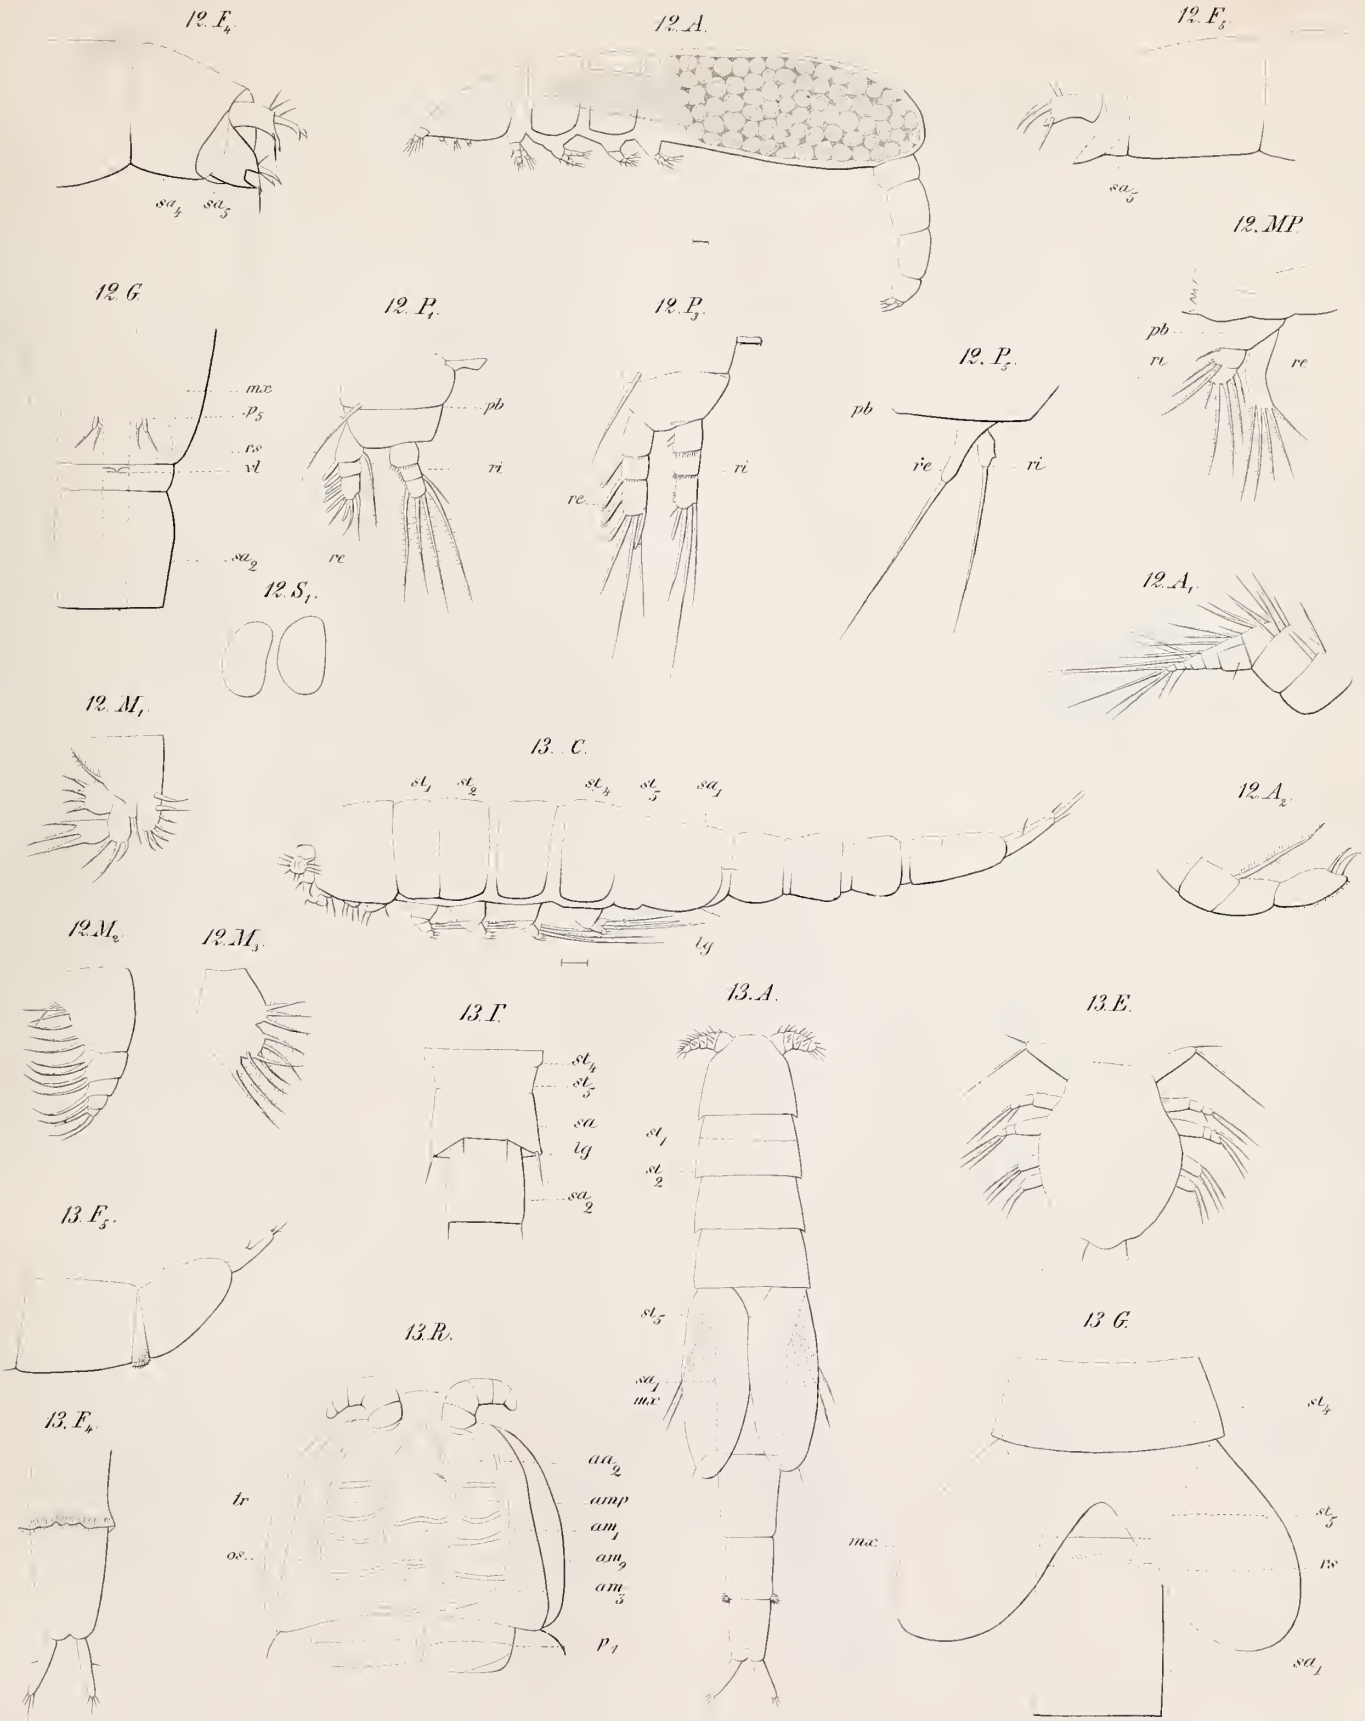 12. F₄.
12. A.
12. F₅.
sa₄ sa₅
sa₅
12. MP.
pb
ri
re
12. G.
mx
p₅
rs
vl
sa₂
12. P₁.
pb
ri
re
12. P₃.
re
ri
12. P₅.
pb
re
ri
12. S₁.
12. A₁.
12. M₁.
13. C.
st₁ st₂ st₄ st₅ sa₁
lg
12. A₂.
12. M₂.
12. M₃.
13. Γ.
st₄
st₅
sa
lg
sa₂
13. A.
st₁
st₂
st₅
sa₁
mx
13. E.
13. F₅.
13. F₄.
13. R.
lr
os
aa₂
amp
am₁
am₂
am₃
p₁
13 G.
st₄
mx
st₅
rs
sa₁